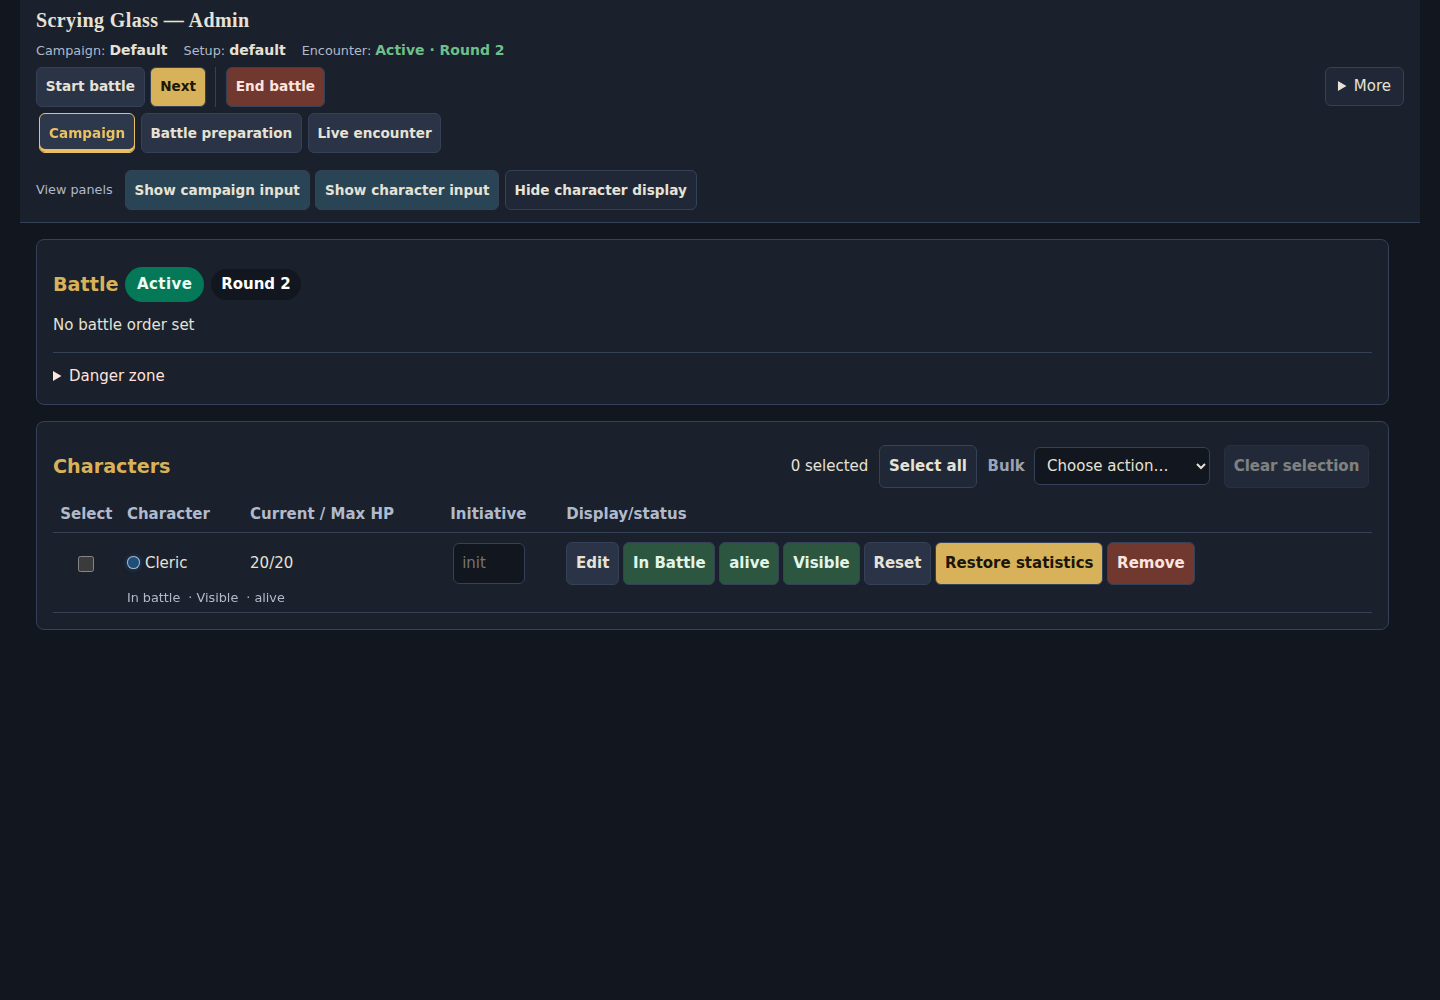 Scrying Glass — Admin
Campaign: Default Setup: default Encounter: Active · Round 2
Start battle Next End battle More
Campaign Battle preparation Live encounter
View panels Show campaign input Show character input Hide character display
Battle Active Round 2
No battle order set
Danger zone
Characters 0 selected Select all Bulk Choose action... Clear selection
Select Character Current / Max HP Initiative Display/status
Cleric 20/20 init Edit In Battle alive Visible Reset Restore statistics Remove
In battle · Visible · alive